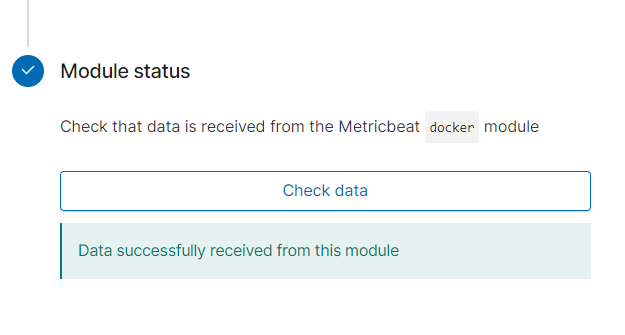 Module status
Check that data is received from the Metricbeat docker module
Check data
Data successfully received from this module